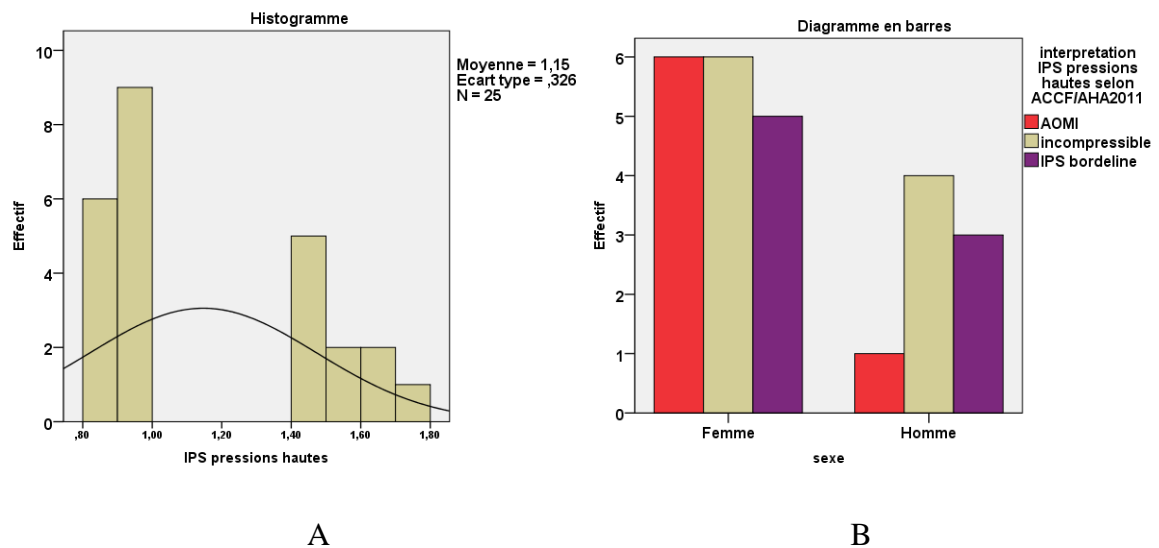 Histogramme
Moyenne = 1,15
Ecart type = ,326
N = 25
10
8
6
4
2
0
Effectif
,80
1,00
1,20
1,40
1,60
1,80
IPS pressions hautes
A
Diagramme en barres
interpretation
IPS pressions
hautes selon
ACCF/AHA2011
AOMI
incompressible
IPS bordeline
6
5
4
3
2
1
0
Effectif
Femme
Homme
sexe
B